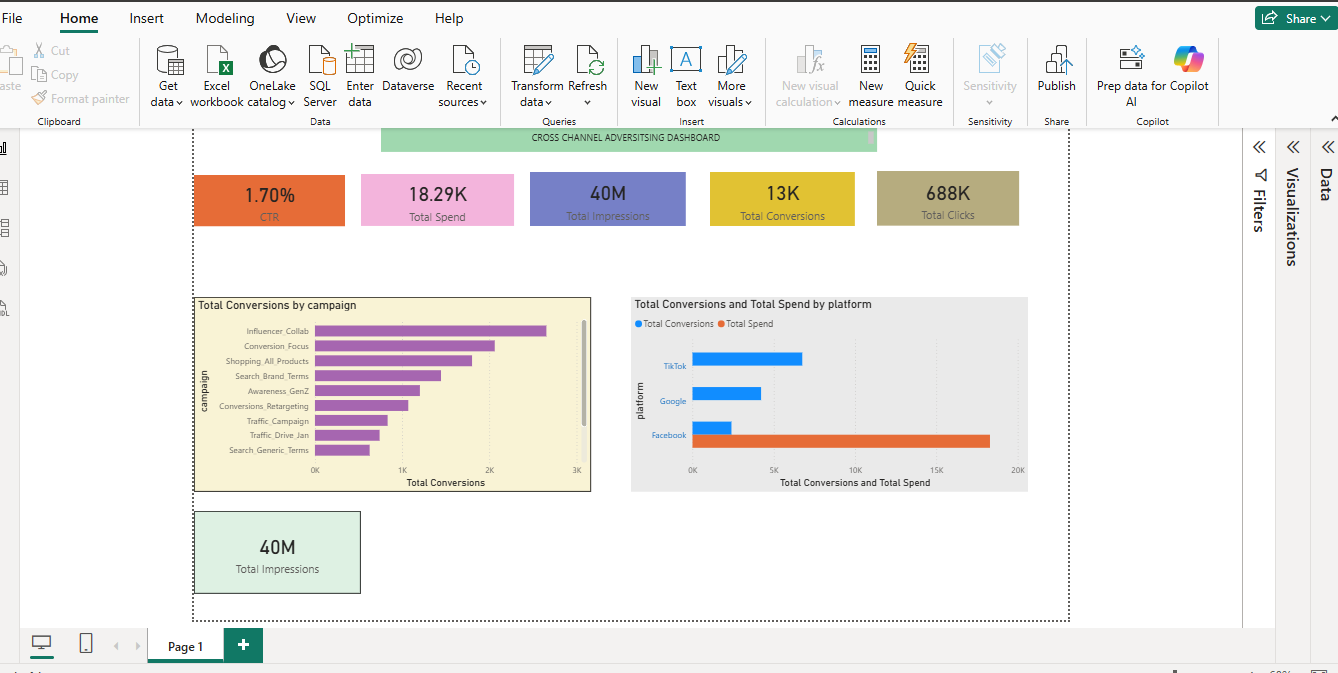 File Home Insert Modeling View Optimize Help Share
Cut
Copy
Format painter
Clipboard
Get data
Excel workbook
OneLake catalog
SQL Server
Enter data
Dataverse
Recent sources
Data
Transform data
Refresh
Queries
New visual
Text box
More visuals
Insert
New visual calculation
New measure
Quick measure
Calculations
Sensitivity
Sensitivity
Publish
Share
Prep data for AI
Copilot
Copilot
CROSS CHANNEL ADVERSITSING DASHBOARD
1.70%
CTR
18.29K
Total Spend
40M
Total Impressions
13K
Total Conversions
688K
Total Clicks
Total Conversions by campaign
campaign
Influencer_Collab
Conversion_Focus
Shopping_All_Products
Search_Brand_Terms
Awareness_GenZ
Conversions_Retargeting
Traffic_Campaign
Traffic_Drive_Jan
Search_Generic_Terms
0K 1K 2K 3K
Total Conversions
Total Conversions and Total Spend by platform
Total Conversions Total Spend
platform
TikTok
Google
Facebook
0K 5K 10K 15K 20K
Total Conversions and Total Spend
40M
Total Impressions
Filters
Visualizations
Data
Page 1